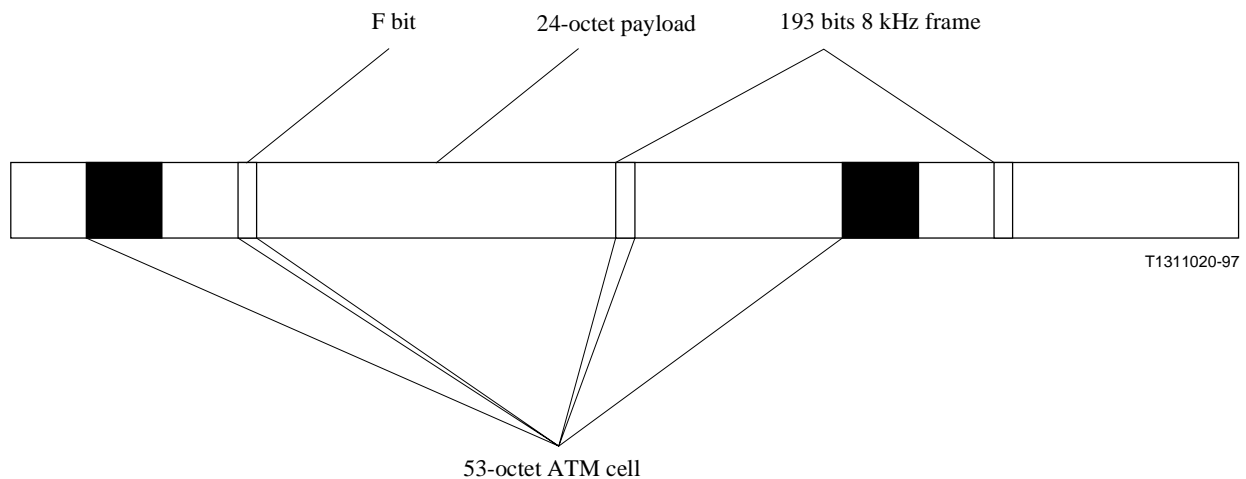 F bit
24-octet payload
193 bits 8 kHz frame
T1311020-97
53-octet ATM cell